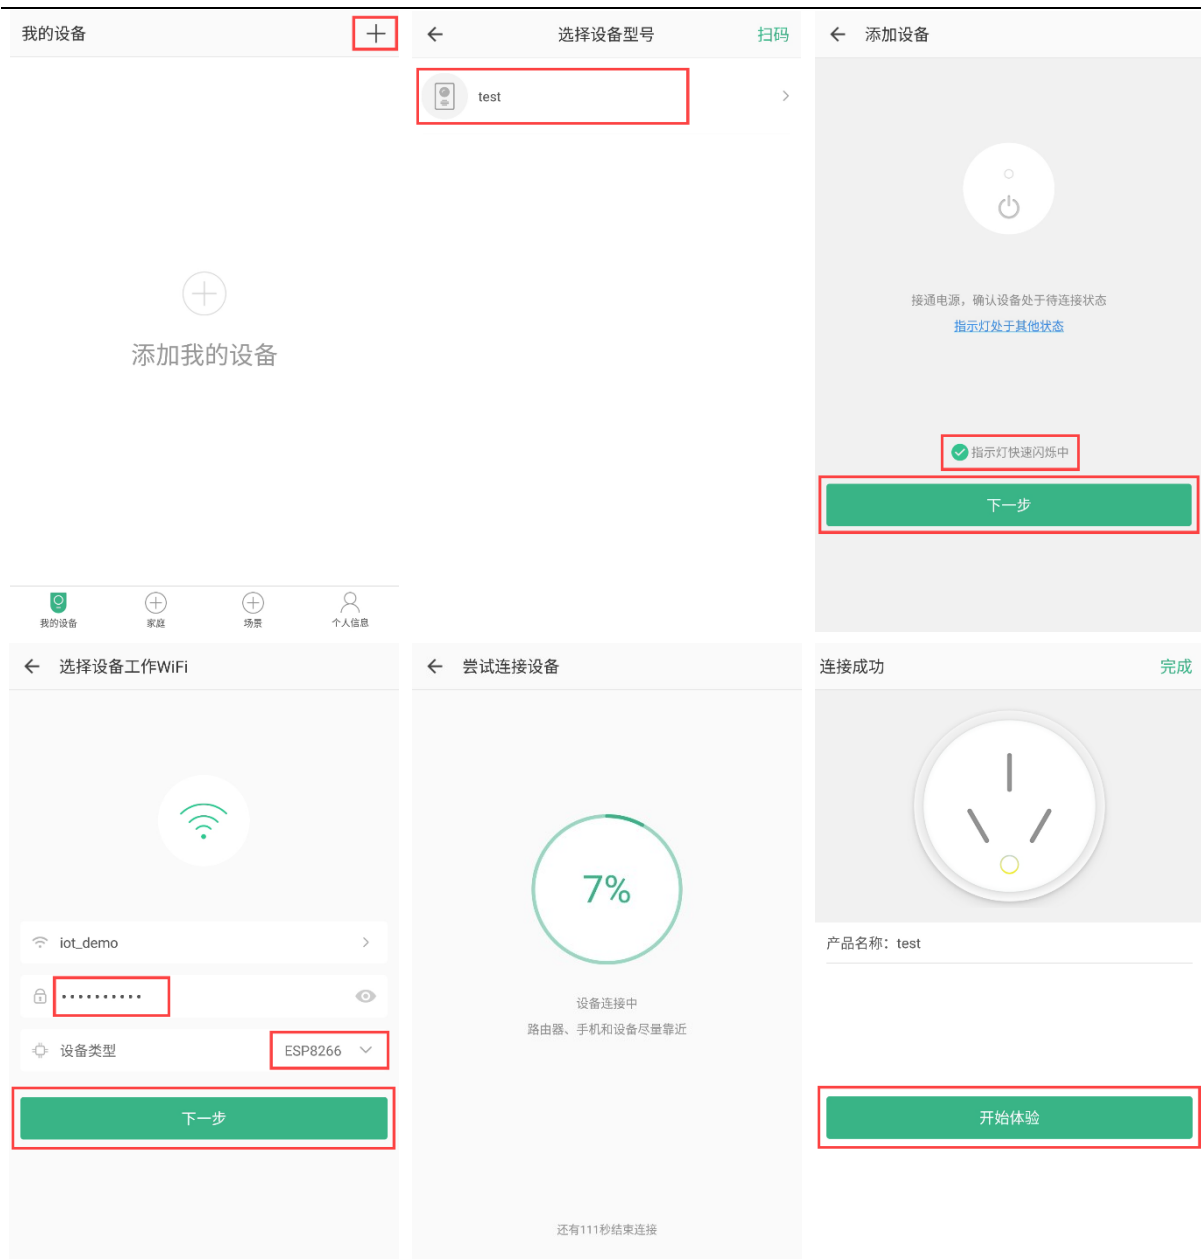 我的设备
添加我的设备
我的设备
家庭
场景
个人信息
选择设备型号
扫码
test
添加设备
接通电源，确认设备处于待连接状态
指示灯处于其他状态
指示灯快速闪烁中
下一步
选择设备工作WiFi
iot_demo
••••••••••
设备类型
ESP8266
下一步
尝试连接设备
7%
设备连接中
路由器、手机和设备尽量靠近
还有111秒结束连接
连接成功
完成
产品名称：test
开始体验